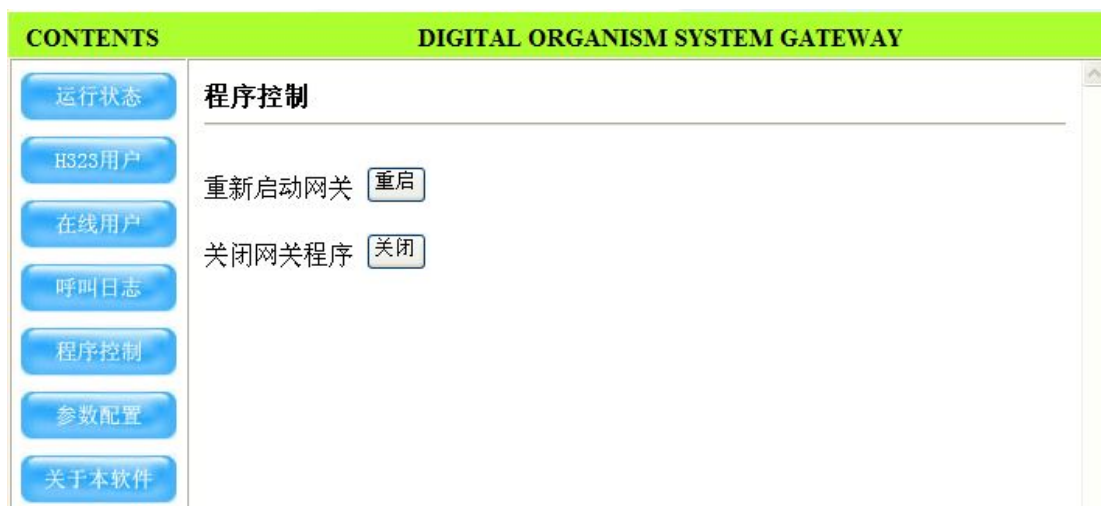 CONTENTS
DIGITAL ORGANISM SYSTEM GATEWAY
运行状态
H323用户
在线用户
呼叫日志
程序控制
参数配置
关于本软件
程序控制
重新启动网关 重启
关闭网关程序 关闭